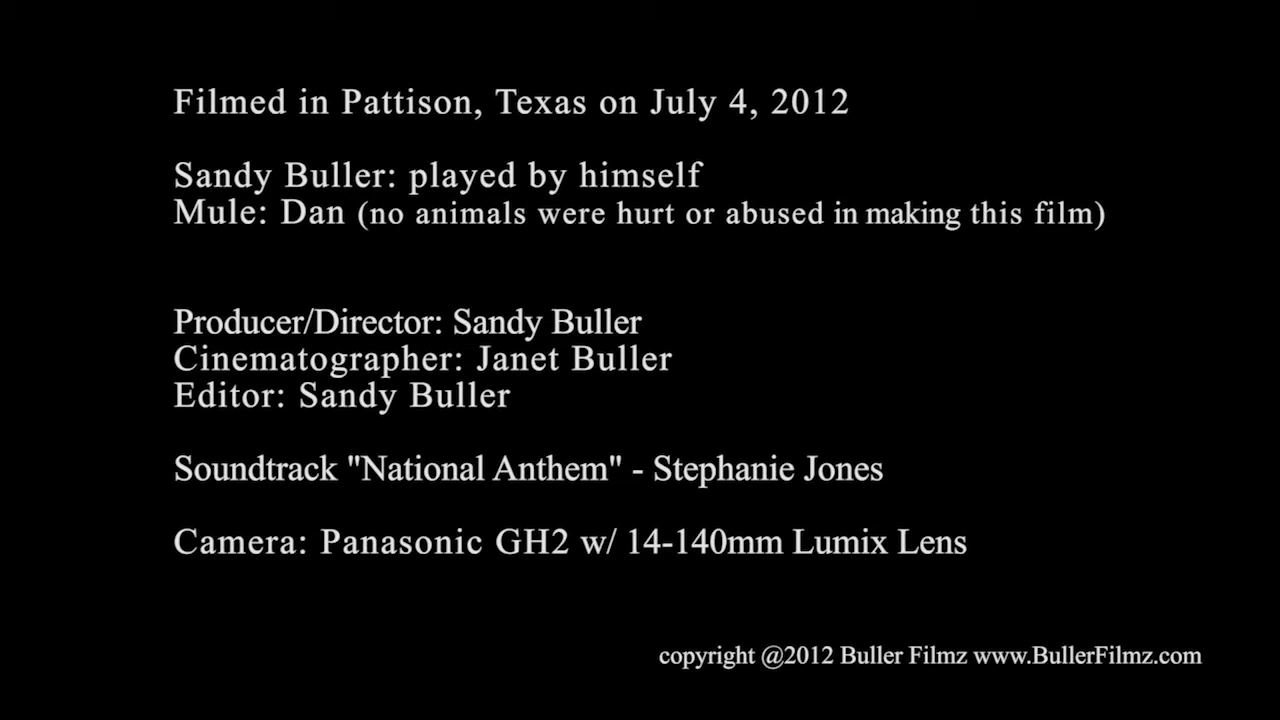 Filmed in Pattison, Texas on July 4, 2012
Sandy Buller: played by himself
Mule: Dan (no animals were hurt or abused in making this film)
Producer/Director: Sandy Buller
Cinematographer: Janet Buller
Editor: Sandy Buller
Soundtrack "National Anthem" - Stephanie Jones
Camera: Panasonic GH2 w/ 14-140mm Lumix Lens
copyright @2012 Buller Filmz www.BullerFilmz.com